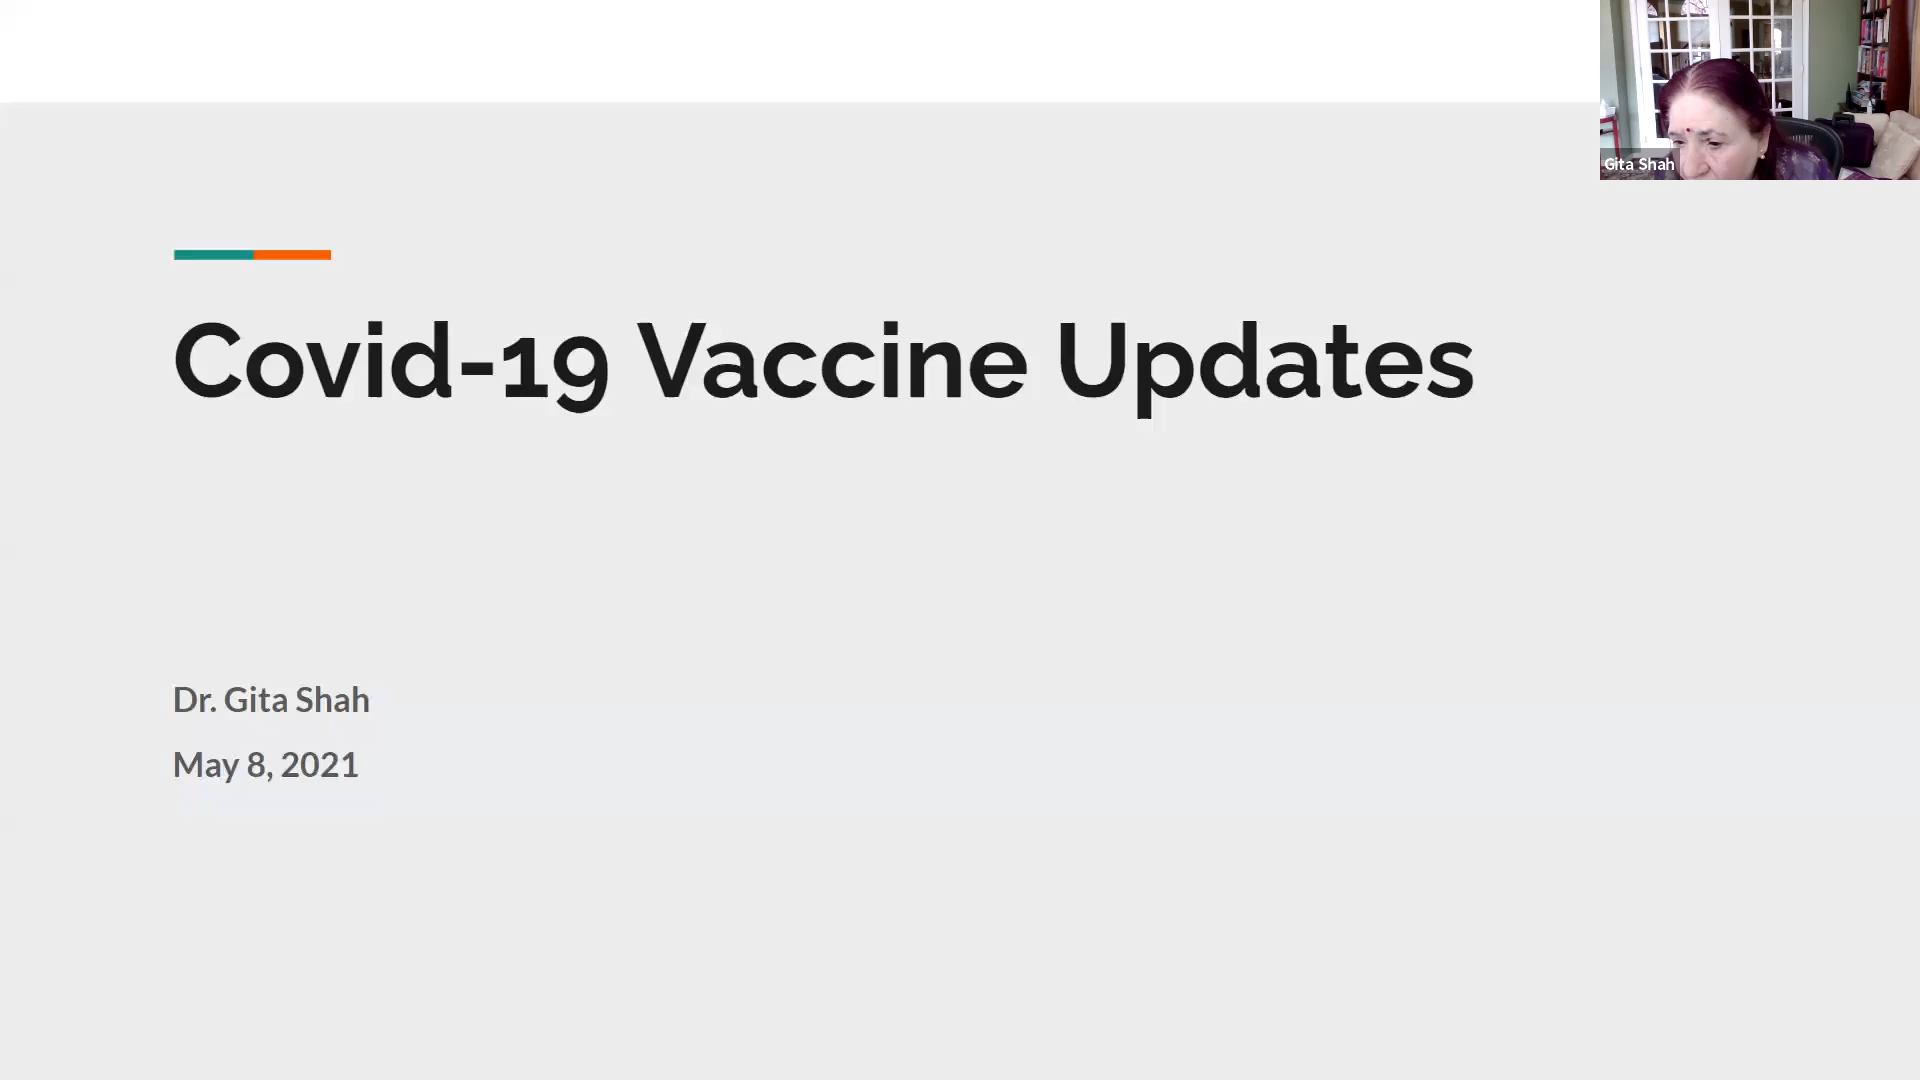 Gita Shah
Covid-19 Vaccine Updates
Dr. Gita Shah
May 8, 2021